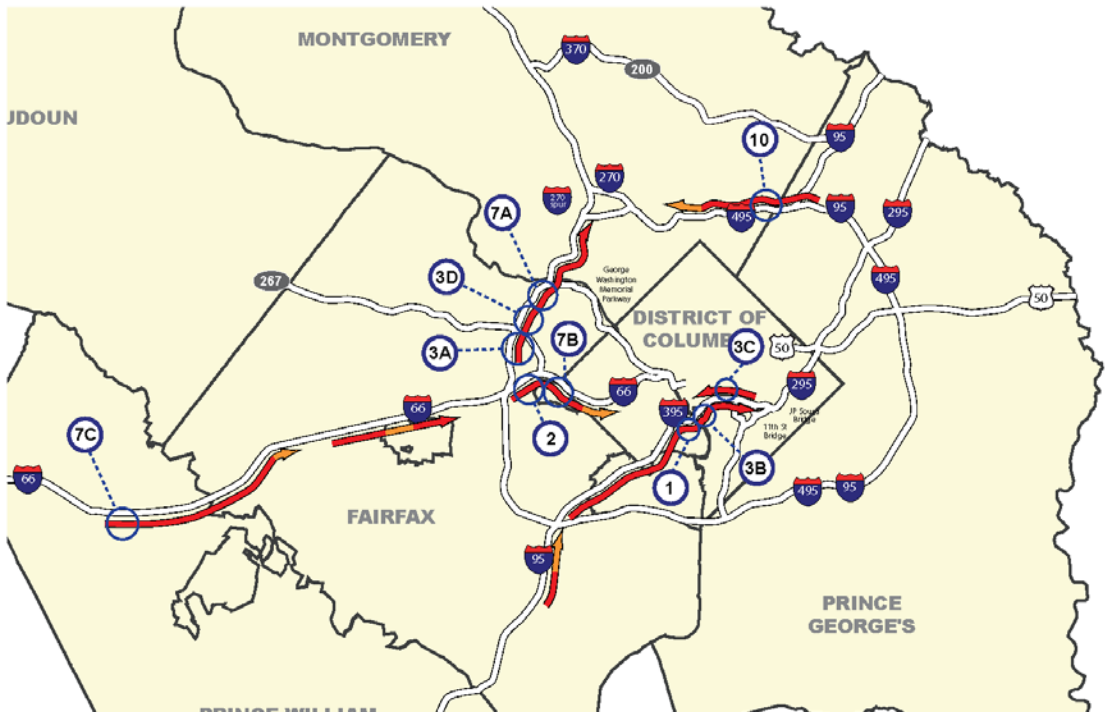 MONTGOMERY
370
200
UDOUN
95
10
270
270
spur
7A
495
95
295
George
Washington
Memorial
Parkway
3D
267
495
50
DISTRICT OF
COLUMB
7B
3C
50
3A
66
295
66
395
JP Sousa
Bridge
11th St
Bridge
7C
2
3B
1
66
495
95
FAIRFAX
95
PRINCE
GEORGE'S
PRINCE WILLIAM